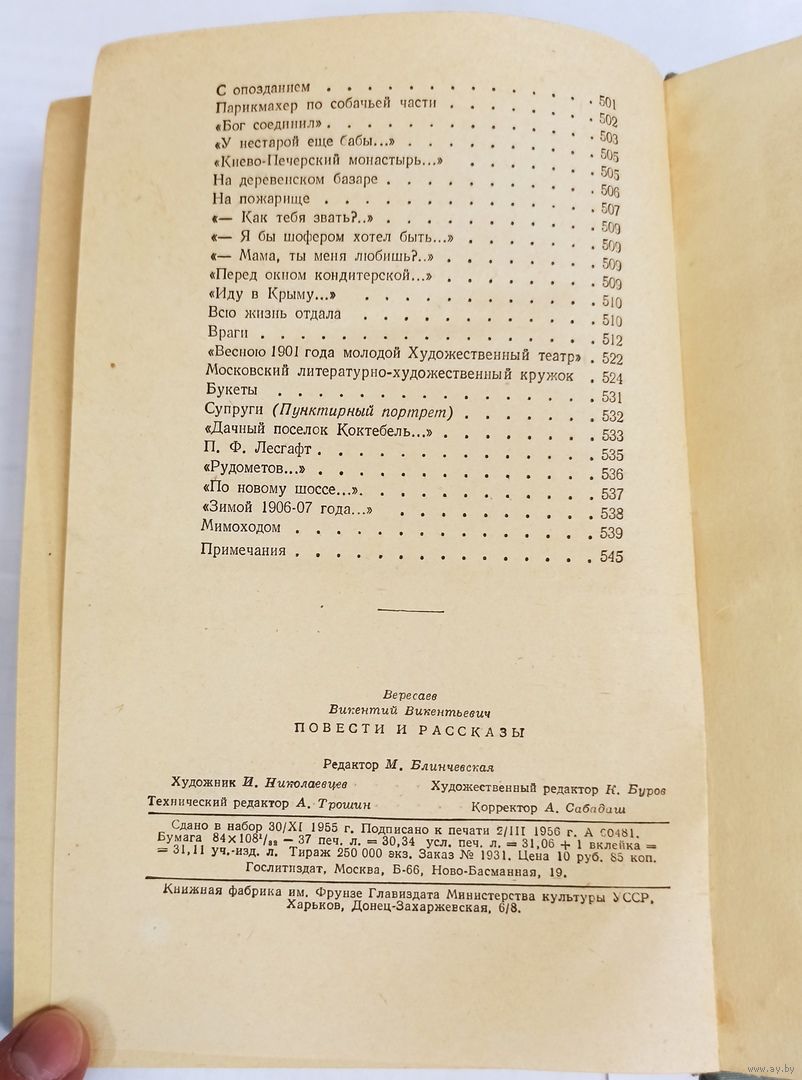 С опозданием . . . . . . . . . . . . 501
Парикмахер по собачьей части . . . . . . . 502
«Бог соединил» . . . . . . . . . . . . 503
«У нестарой еще бабы...» . . . . . . . . . 505
«Киево-Печерский монастырь...» . . . . . . . 505
На деревенском базаре . . . . . . . . . . 506
На пожарище . . . . . . . . . . . . 507
«— Как тебя звать?..» . . . . . . . . . . 509
«— Я бы шофером хотел быть...» . . . . . . . 509
«— Мама, ты меня любишь?..» . . . . . . . . 509
«Перед окном кондитерской...» . . . . . . . 509
«Иду в Крыму...» . . . . . . . . . . . 510
Всю жизнь отдала . . . . . . . . . . . 510
Враги . . . . . . . . . . . . . . . 512
«Весною 1901 года молодой Художественный театр» . 522
Московский литературно-художественный кружок . 524
Букеты . . . . . . . . . . . . . . 531
Супруги (Пунктирный портрет) . . . . . . . 532
«Дачный поселок Коктебель...» . . . . . . . 533
П. Ф. Лесгафт . . . . . . . . . . . . 535
«Рудометов...» . . . . . . . . . . . . 536
«По новому шоссе...». . . . . . . . . . . 537
«Зимой 1906-07 года...» . . . . . . . . . 538
Мимоходом . . . . . . . . . . . . . 539
Примечания . . . . . . . . . . . . . 545
Вересаев
Викентий Викентьевич
ПОВЕСТИ И РАССКАЗЫ
Редактор М. Блинчевская
Художник И. Николаевцев Художественный редактор К. Буров
Технический редактор А. Трошин Корректор А. Сабадаш
Сдано в набор 30/XI 1955 г. Подписано к печати 2/III 1956 г. А 00481.
Бумага 84×108¹/₃₂ — 37 печ. л. = 30,34 усл. печ. л. = 31,06 + 1 вклейка =
= 31,11 уч.-изд. л. Тираж 250 000 экз. Заказ № 1931. Цена 10 руб. 85 коп.
Гослитиздат, Москва, Б-66, Ново-Басманная, 19.
Книжная фабрика им. Фрунзе Главиздата Министерства культуры УССР,
Харьков, Донец-Захаржевская, 6/8.
www.ay.by